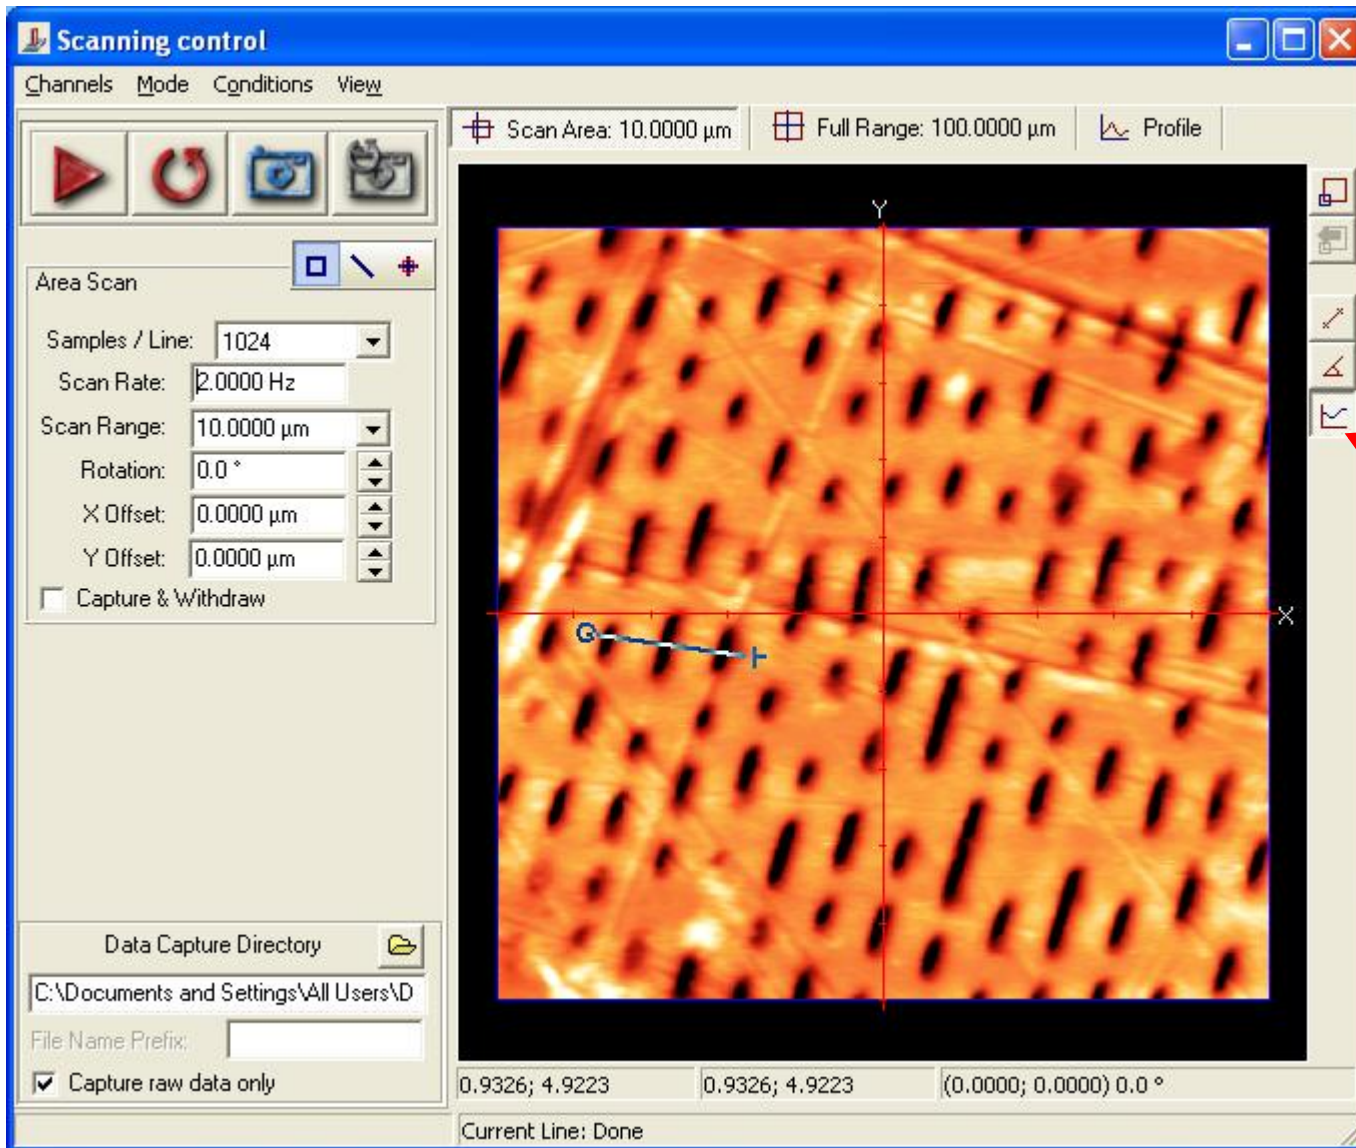 Scanning control
Channels Mode Conditions View
Scan Area: 10.0000 µm Full Range: 100.0000 µm Profile
Y
Area Scan
Samples / Line: 1024
Scan Rate: 2.0000 Hz
Scan Range: 10.0000 µm
Rotation: 0.0 °
X Offset: 0.0000 µm
Y Offset: 0.0000 µm
Capture & Withdraw
X
Data Capture Directory
C:\Documents and Settings\All Users\D
File Name Prefix:
Capture raw data only
0.9326; 4.9223 0.9326; 4.9223 (0.0000; 0.0000) 0.0 °
Current Line: Done